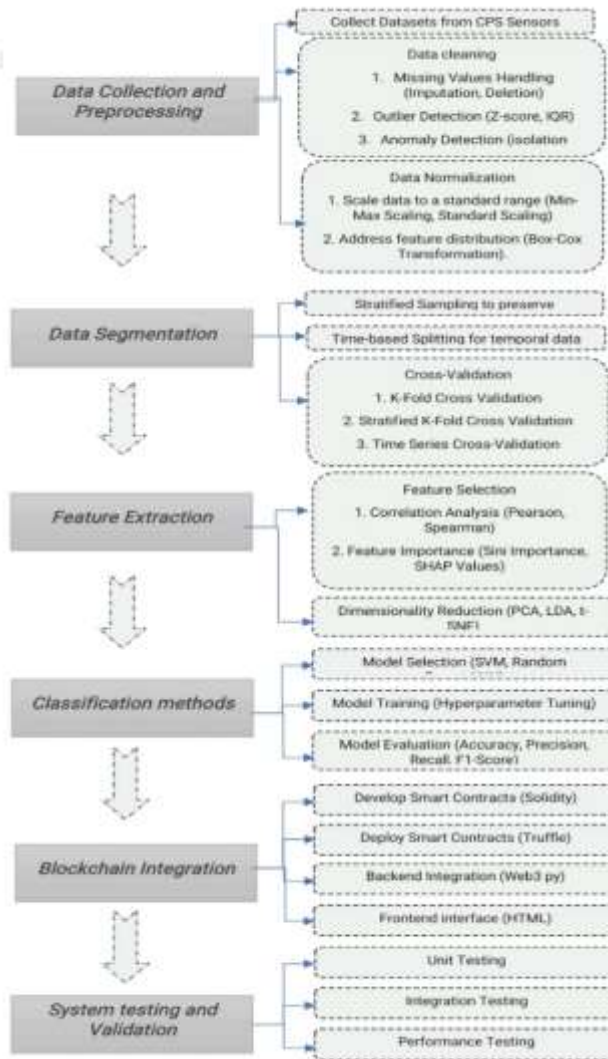 Collect Datasets from CPS Sensors
Data Collection and
Preprocessing
Data cleaning
1. Missing Values Handling
(Imputation, Deletion)
2. Outlier Detection (Z-score, IQR)
3. Anomaly Detection (isolation
Data Normalization
1. Scale data to a standard range (Min-
Max Scaling, Standard Scaling)
2. Address feature distribution (Box-Cox
Transformation).
Data Segmentation
Stratified Sampling to preserve
Time-based Splitting for temporal data
Cross-Validation
1. K-Fold Cross Validation
2. Stratified K-Fold Cross Validation
3. Time Series Cross-Validation
Feature Extraction
Feature Selection
1. Correlation Analysis (Pearson,
Spearman)
2. Feature Importance (Sini Importance,
SHAP Values)
Dimensionality Reduction (PCA, LDA, t-
SNE)
Classification methods
Model Selection (SVM, Random
Model Training (Hyperparameter Tuning)
Model Evaluation (Accuracy, Precision,
Recall, F1-Score)
Blockchain Integration
Develop Smart Contracts (Solidity)
Deploy Smart Contracts (Truffle)
Backend Integration (Web3 py)
Frontend interface (HTML)
System testing and
Validation
Unit Testing
Integration Testing
Performance Testing